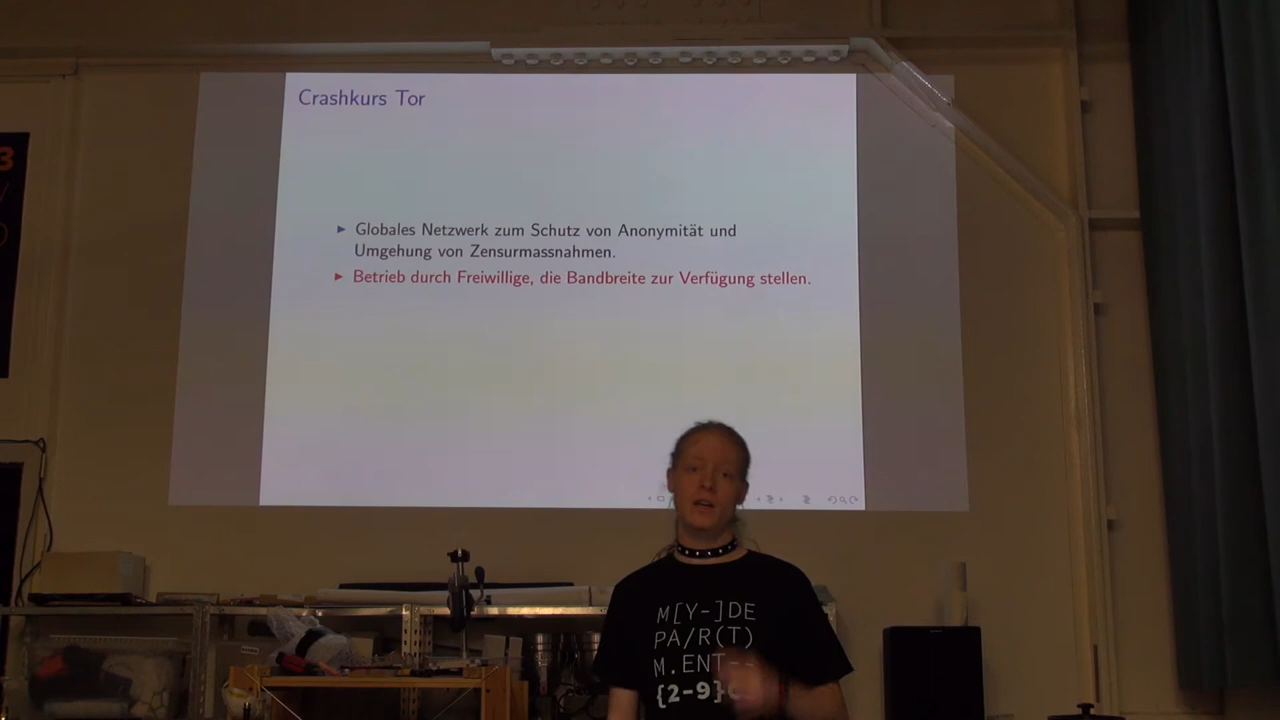 Crashkurs Tor
Globales Netzwerk zum Schutz von Anonymität und
Umgehung von Zensurmassnahmen.
Betrieb durch Freiwillige, die Bandbreite zur Verfügung stellen.
3
M[Y-]DE
PA/R(T)
M.ENT--
{2-9}